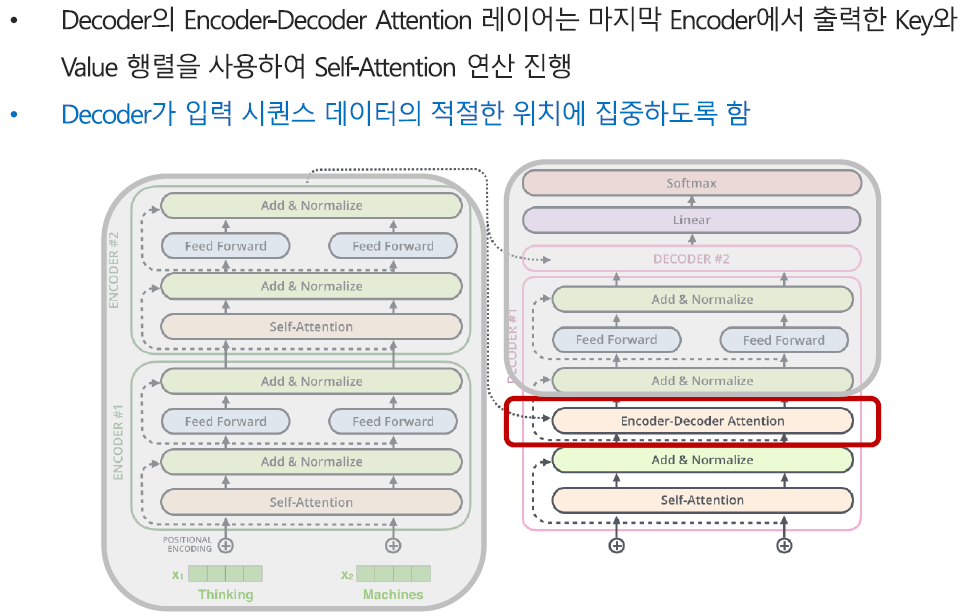 • Decoder의 Encoder-Decoder Attention 레이어는 마지막 Encoder에서 출력한 Key와
Value 행렬을 사용하여 Self-Attention 연산 진행
• Decoder가 입력 시퀀스 데이터의 적절한 위치에 집중하도록 함
ENCODER #2
Add & Normalize
Feed Forward Feed Forward
Add & Normalize
Self-Attention
ENCODER #1
Add & Normalize
Feed Forward Feed Forward
Add & Normalize
Self-Attention
POSITIONAL
ENCODING
X1 X2
Thinking Machines
Softmax
Linear
DECODER #2
DECODER #1
Add & Normalize
Feed Forward Feed Forward
Add & Normalize
Encoder-Decoder Attention
Add & Normalize
Self-Attention